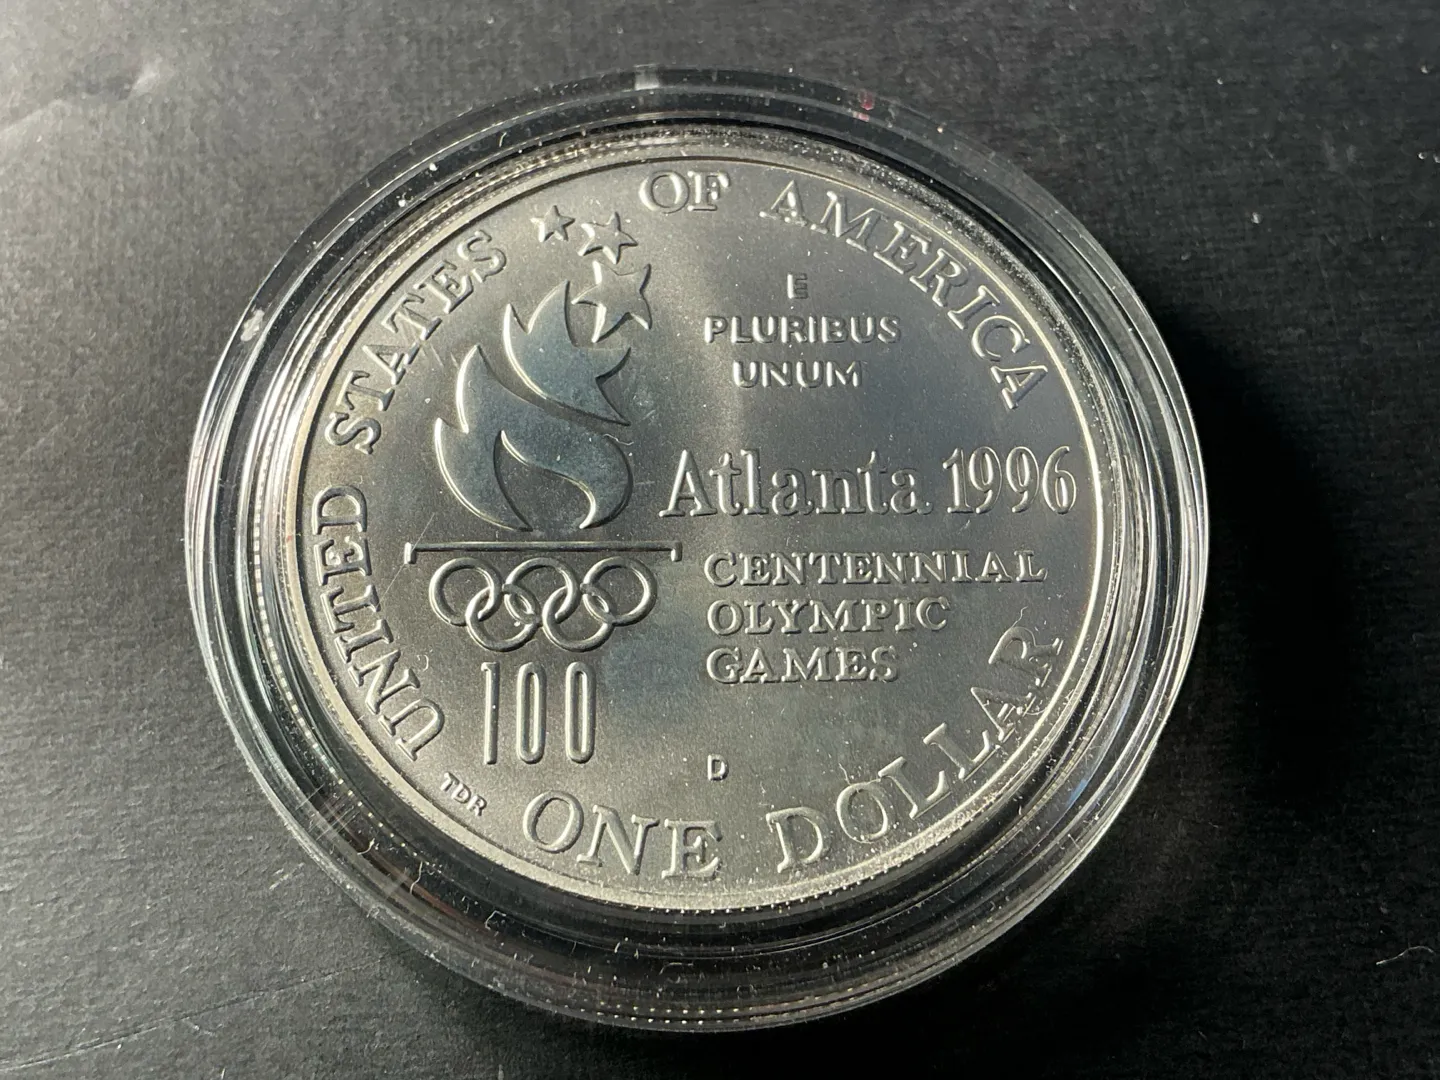 UNITED STATES OF AMERICA
E
PLURIBUS
UNUM
Atlanta 1996
CENTENNIAL
OLYMPIC
GAMES
100
D
TDR
ONE DOLLAR